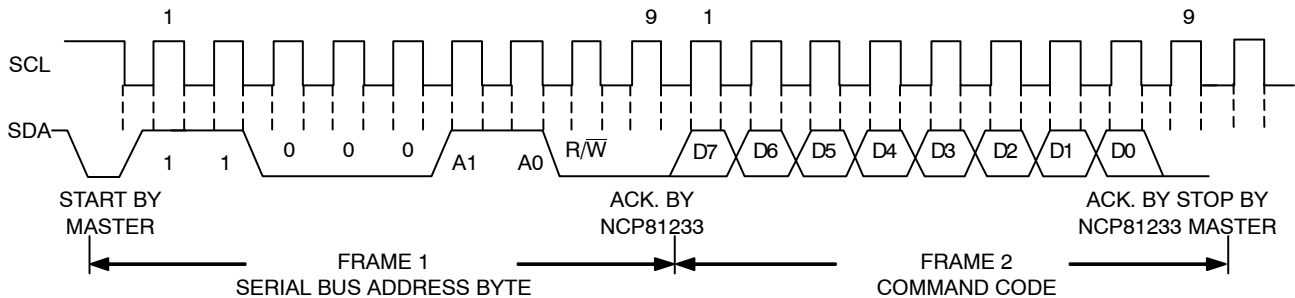 1 9 1 9
SCL
SDA
1 1 0 0 0 A1 A0 R/W̅ D7 D6 D5 D4 D3 D2 D1 D0
START BY
MASTER
ACK. BY
NCP81233
ACK. BY STOP BY
NCP81233 MASTER
FRAME 1
SERIAL BUS ADDRESS BYTE
FRAME 2
COMMAND CODE